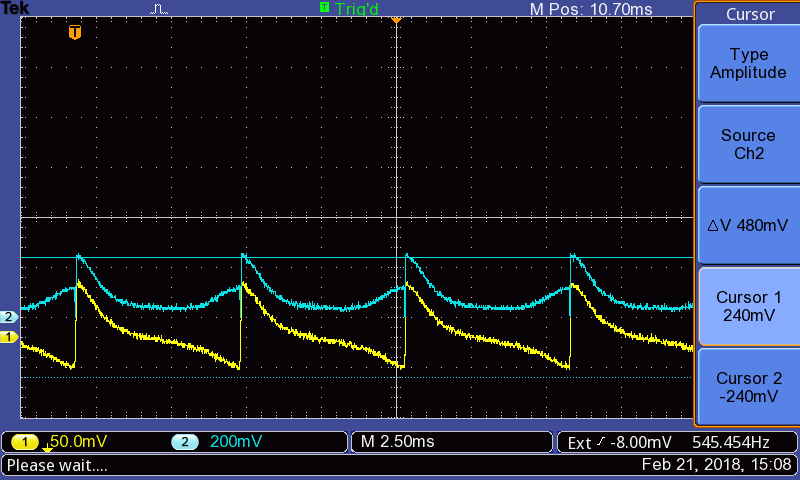 Tek
T Trig'd
M Pos: 10.70ms
T
Cursor
Type
Amplitude
Source
Ch2
△V 480mV
Cursor 1
240mV
Cursor 2
-240mV
2
1
1 50.0mV
2 200mV
M 2.50ms
Ext -8.00mV
545.454Hz
Please wait....
Feb 21, 2018, 15:08